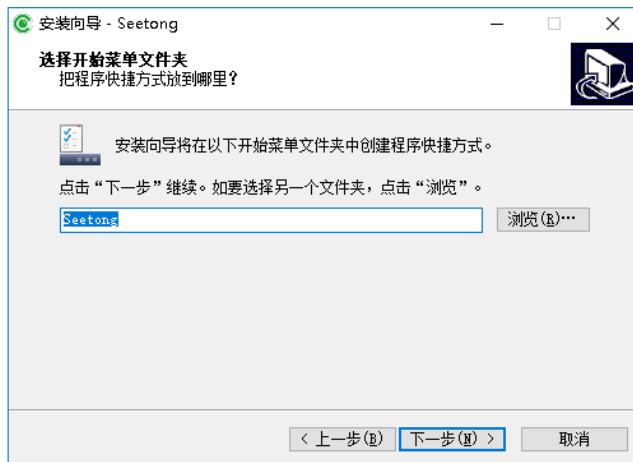 安装向导 - Seetong
选择开始菜单文件夹
把程序快捷方式放到哪里？
安装向导将在以下开始菜单文件夹中创建程序快捷方式。
点击“下一步”继续。如要选择另一个文件夹，点击“浏览”。
Seetong
浏览(R)…
< 上一步(B)
下一步(N) >
取消